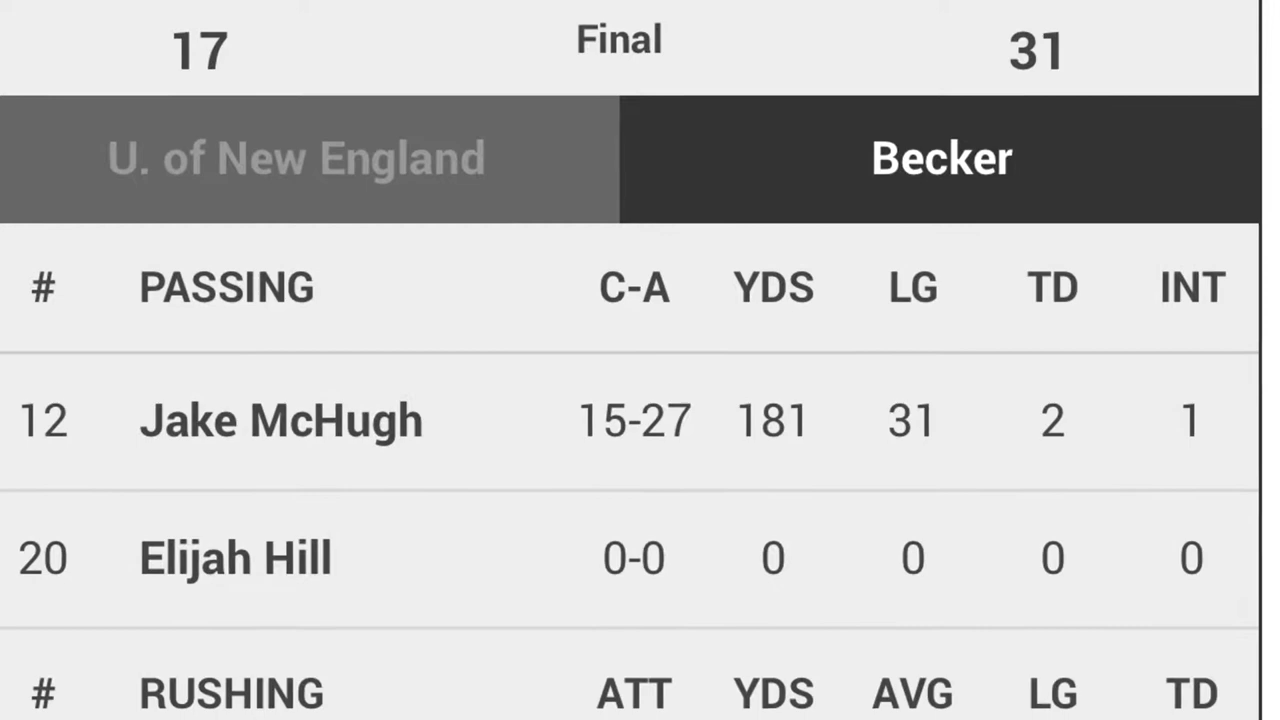 17 Final 31
U. of New England Becker
# PASSING C-A YDS LG TD INT
12 Jake McHugh 15-27 181 31 2 1
20 Elijah Hill 0-0 0 0 0 0
# RUSHING ATT YDS AVG LG TD